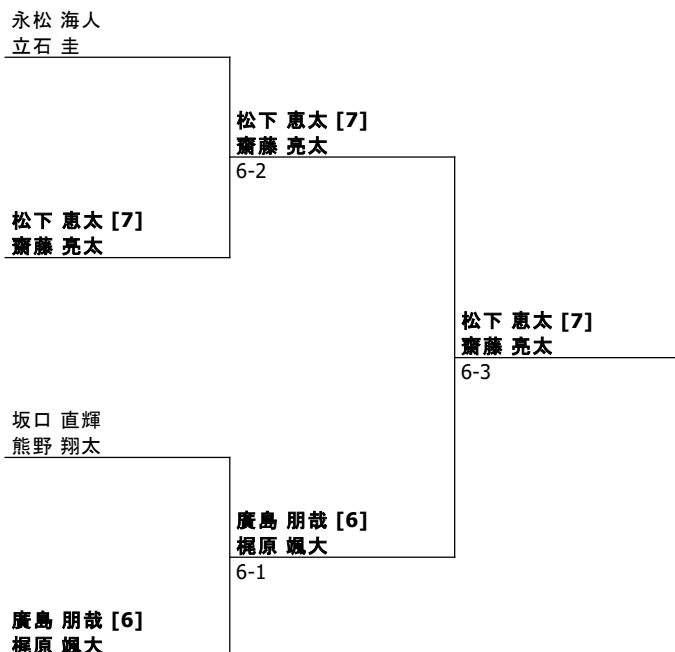 永松 海人
立石 圭
松下 恵太 [7]
齋藤 亮太
6-2
松下 恵太 [7]
齋藤 亮太
松下 恵太 [7]
齋藤 亮太
6-3
坂口 直輝
熊野 翔太
廣島 朋哉 [6]
梶原 颯大
6-1
廣島 朋哉 [6]
梶原 颯大